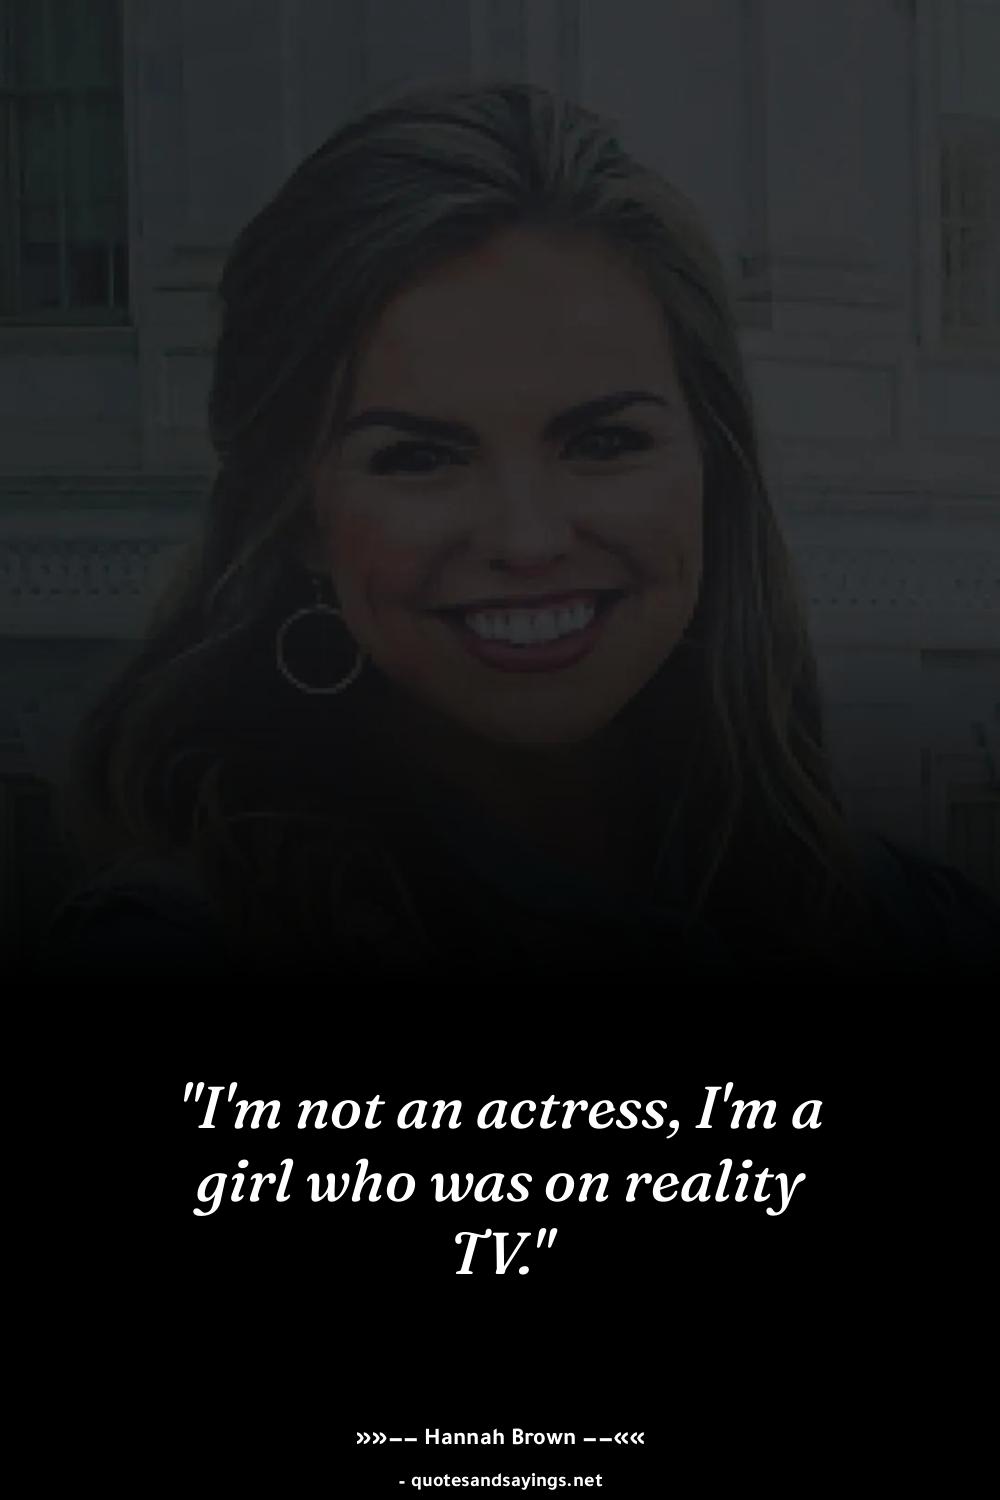 "I'm not an actress, I'm a
girl who was on reality
TV."
»»−− Hannah Brown −−««
- quotesandsayings.net